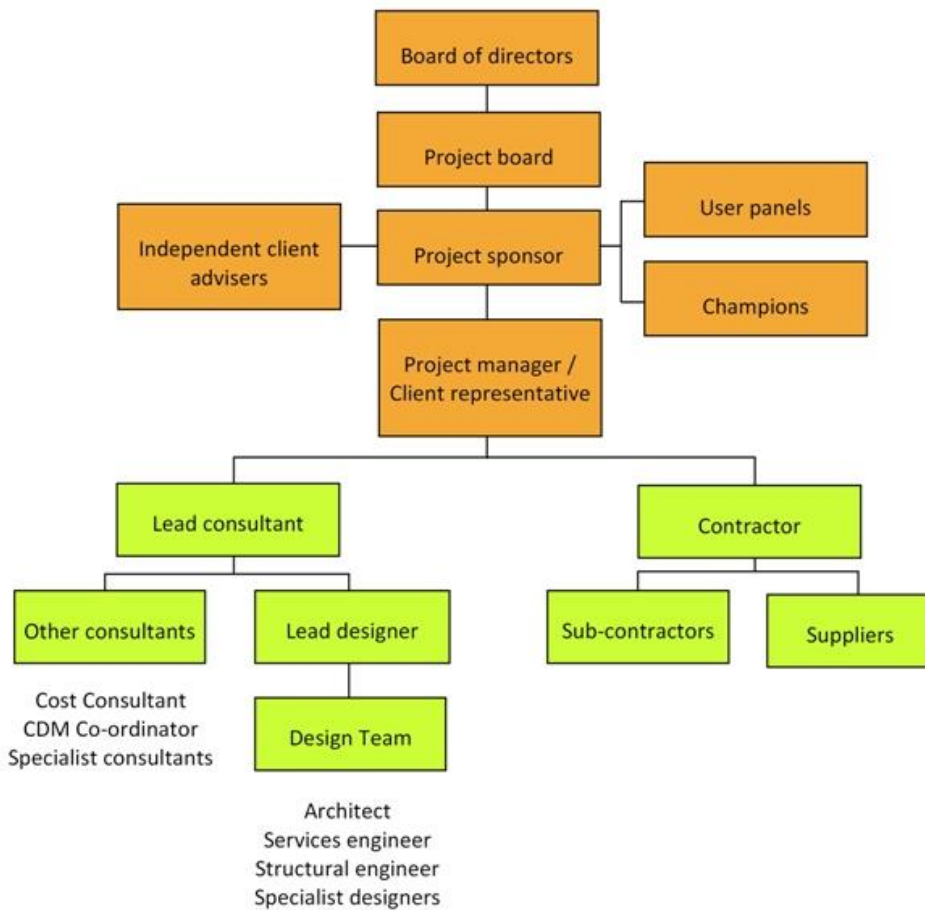 Board of directors
Project board
User panels
Independent client
advisers
Project sponsor
Champions
Project manager /
Client representative
Lead consultant
Contractor
Other consultants
Lead designer
Sub-contractors
Suppliers
Cost Consultant
CDM Co-ordinator
Specialist consultants
Design Team
Architect
Services engineer
Structural engineer
Specialist designers